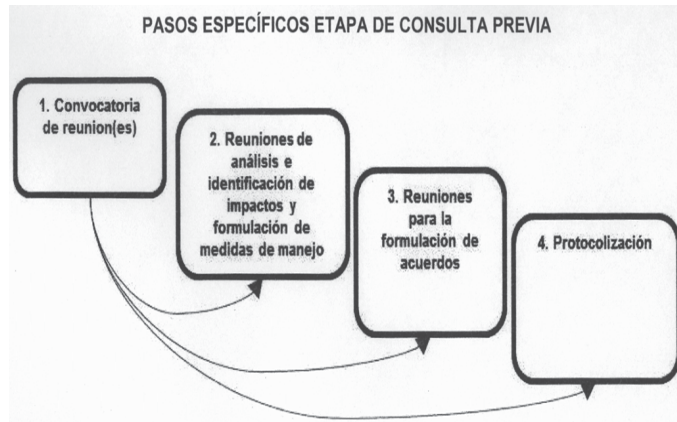 PASOS ESPECÍFICOS ETAPA DE CONSULTA PREVIA
1. Convocatoria
de reunion(es)
2. Reuniones de
análisis e
identificación de
impactos y
formulación de
medidas de manejo
3. Reuniones
para la
formulación de
acuerdos
4. Protocolización